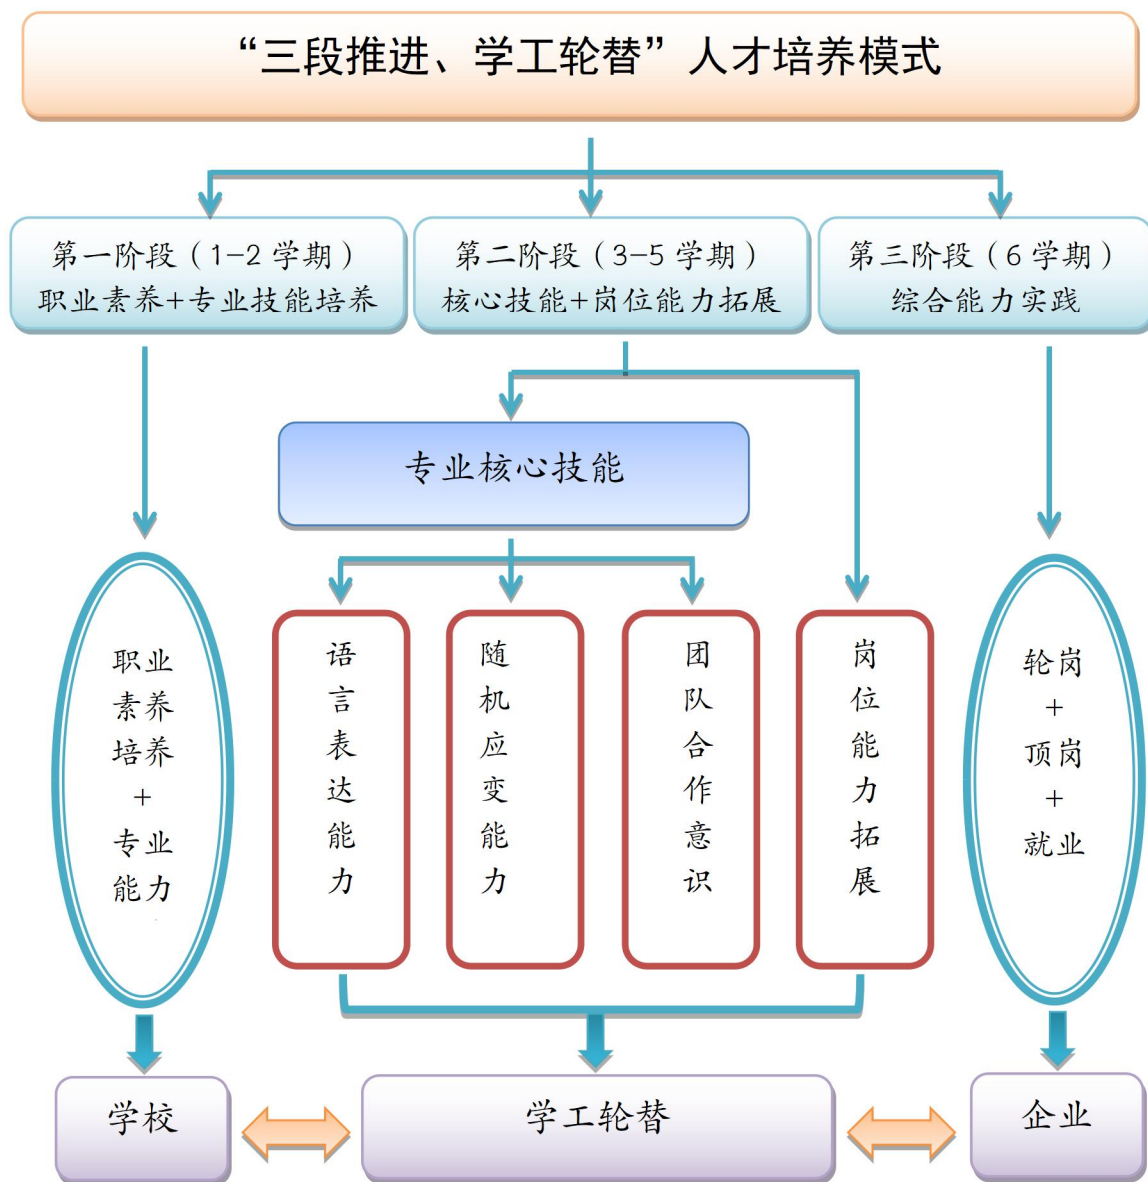 “三段推进、学工轮替”人才培养模式
第一阶段（1-2 学期）
职业素养+专业技能培养
第二阶段（3-5 学期）
核心技能+岗位能力拓展
第三阶段（6 学期）
综合能力实践
专业核心技能
职业
素养
培养
+
专业
能力
语言表达能力
随机应变能力
团队合作意识
岗位能力拓展
轮岗
+
顶岗
+
就业
学校
学工轮替
企业